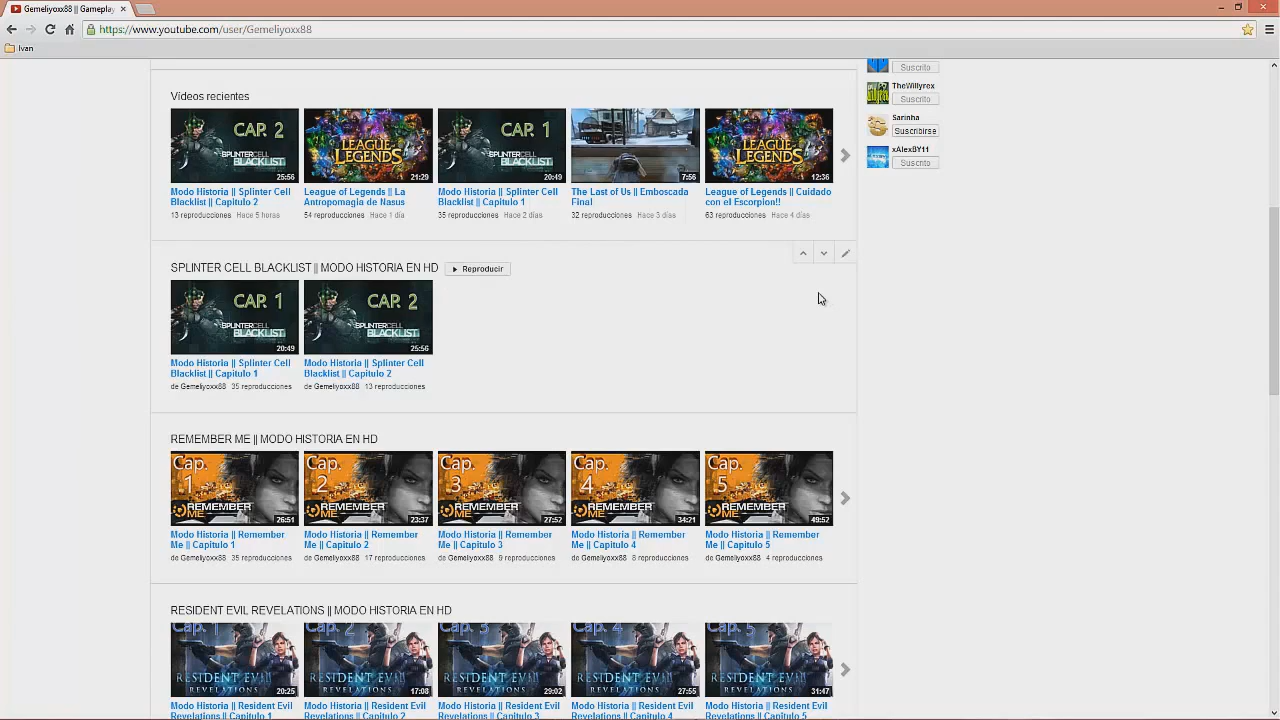 Gemeliyoxx88 || Gameplay
https://www.youtube.com/user/Gemeliyoxx88
Ivan
Suscrito
TheWillyrex
Suscrito
Sarinha
Suscribirse
xAlexBY11
Suscrito
Vídeos recientes
CAP. 2
SPLINTERCELL
BLACKLIST
25:56
LEAGUE of
LEGENDS
21:29
CAP. 1
SPLINTERCELL
BLACKLIST
20:49
7:56
LEAGUE of
LEGENDS
12:36
Modo Historia || Splinter Cell
Blacklist || Capitulo 2
13 reproducciones Hace 5 horas
League of Legends || La
Antropomagia de Nasus
54 reproducciones Hace 1 día
Modo Historia || Splinter Cell
Blacklist || Capitulo 1
35 reproducciones Hace 2 días
The Last of Us || Emboscada
Final
32 reproducciones Hace 3 días
League of Legends || Cuidado
con el Escorpion!!
63 reproducciones Hace 4 días
SPLINTER CELL BLACKLIST || MODO HISTORIA EN HD
Reproducir
CAP. 1
SPLINTERCELL
BLACKLIST
20:49
CAP. 2
SPLINTERCELL
BLACKLIST
25:56
Modo Historia || Splinter Cell
Blacklist || Capitulo 1
de Gemeliyoxx88 35 reproducciones
Modo Historia || Splinter Cell
Blacklist || Capitulo 2
de Gemeliyoxx88 13 reproducciones
REMEMBER ME || MODO HISTORIA EN HD
Cap.
1
REMEMBER
ME
26:51
Cap.
2
REMEMBER
ME
23:37
Cap.
3
REMEMBER
ME
27:52
Cap.
4
REMEMBER
ME
34:21
Cap.
5
REMEMBER
ME
49:52
Modo Historia || Remember
Me || Capitulo 1
de Gemeliyoxx88 35 reproducciones
Modo Historia || Remember
Me || Capitulo 2
de Gemeliyoxx88 17 reproducciones
Modo Historia || Remember
Me || Capitulo 3
de Gemeliyoxx88 9 reproducciones
Modo Historia || Remember
Me || Capitulo 4
de Gemeliyoxx88 8 reproducciones
Modo Historia || Remember
Me || Capitulo 5
de Gemeliyoxx88 4 reproducciones
RESIDENT EVIL REVELATIONS || MODO HISTORIA EN HD
Cap. 1
RESIDENT EVIL
REVELATIONS
20:25
Cap. 2
RESIDENT EVIL
REVELATIONS
17:08
Cap. 3
RESIDENT EVIL
REVELATIONS
29:02
Cap. 4
RESIDENT EVIL
REVELATIONS
27:55
Cap. 5
RESIDENT EVIL
REVELATIONS
31:47
Modo Historia || Resident Evil
Revelations || Capitulo 1
Modo Historia || Resident Evil
Revelations || Capitulo 2
Modo Historia || Resident Evil
Revelations || Capitulo 3
Modo Historia || Resident Evil
Revelations || Capitulo 4
Modo Historia || Resident Evil
Revelations || Capitulo 5